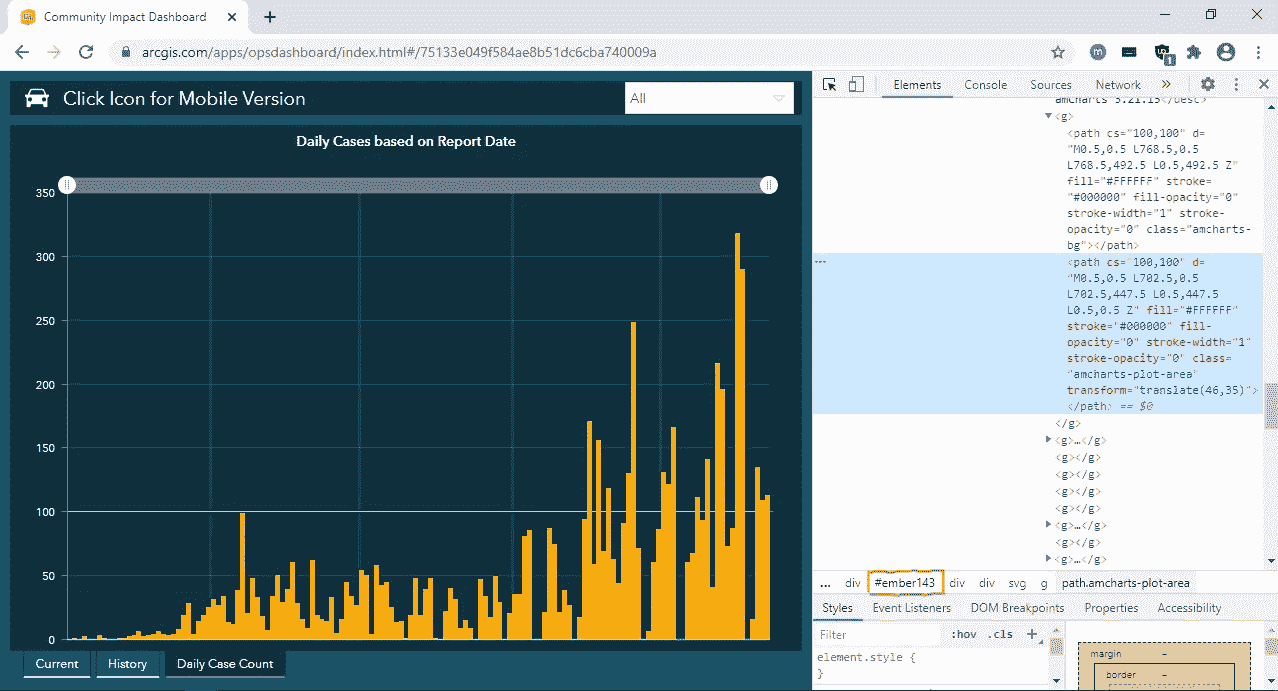 Community Impact Dashboard
arcgis.com/apps/opsdashboard/index.html#/75133e049f584ae8b51dc6cba740009a
m
1
Click Icon for Mobile Version
All
Daily Cases based on Report Date
350
300
250
200
150
100
50
0
Current
History
Daily Case Count
Elements
Console
Sources
Network
»
amCharts 3.21.15</desc>
<g>
<path cs="100,100" d=
"M0.5,0.5 L768.5,0.5
L768.5,492.5 L0.5,492.5 Z"
fill="#FFFFFF" stroke=
"#000000" fill-opacity="0"
stroke-width="1" stroke-
opacity="0" class="amcharts-
bg"></path>
...
<path cs="100,100" d=
"M0.5,0.5 L702.5,0.5
L702.5,447.5 L0.5,447.5
L0.5,0.5 Z" fill="#FFFFFF"
stroke="#000000" fill-
opacity="0" stroke-width="1"
stroke-opacity="0" class=
"amcharts-plot-area"
transform="translate(46,35)">
</path> == $0
</g>
<g>…</g>
<g></g>
<g></g>
<g></g>
<g></g>
<g>…</g>
<g></g>
<g>…</g>
... div #ember143 div div svg g path.amcharts-plot-area
Styles Event Listeners DOM Breakpoints Properties Accessibility
Filter :hov .cls +
element.style {
}
margin -
border -